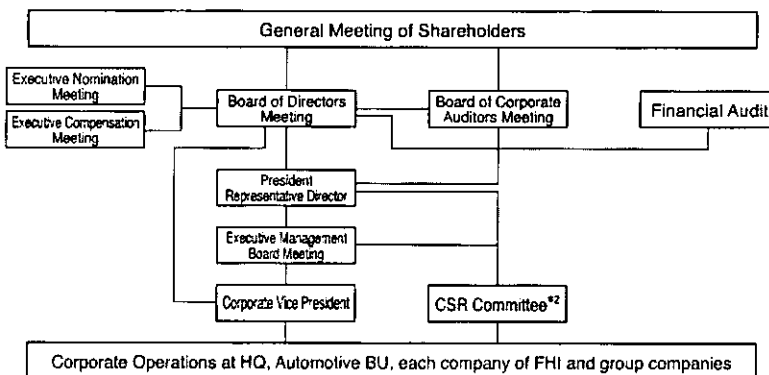 General Meeting of Shareholders
Executive Nomination
Meeting
Executive Compensation
Meeting
Board of Directors
Meeting
Board of Corporate
Auditors Meeting
Financial Audit
President
Representative Director
Executive Management
Board Meeting
Corporate Vice President
CSR Committee*2
Corporate Operations at HQ, Automotive BU, each company of FHI and group companies